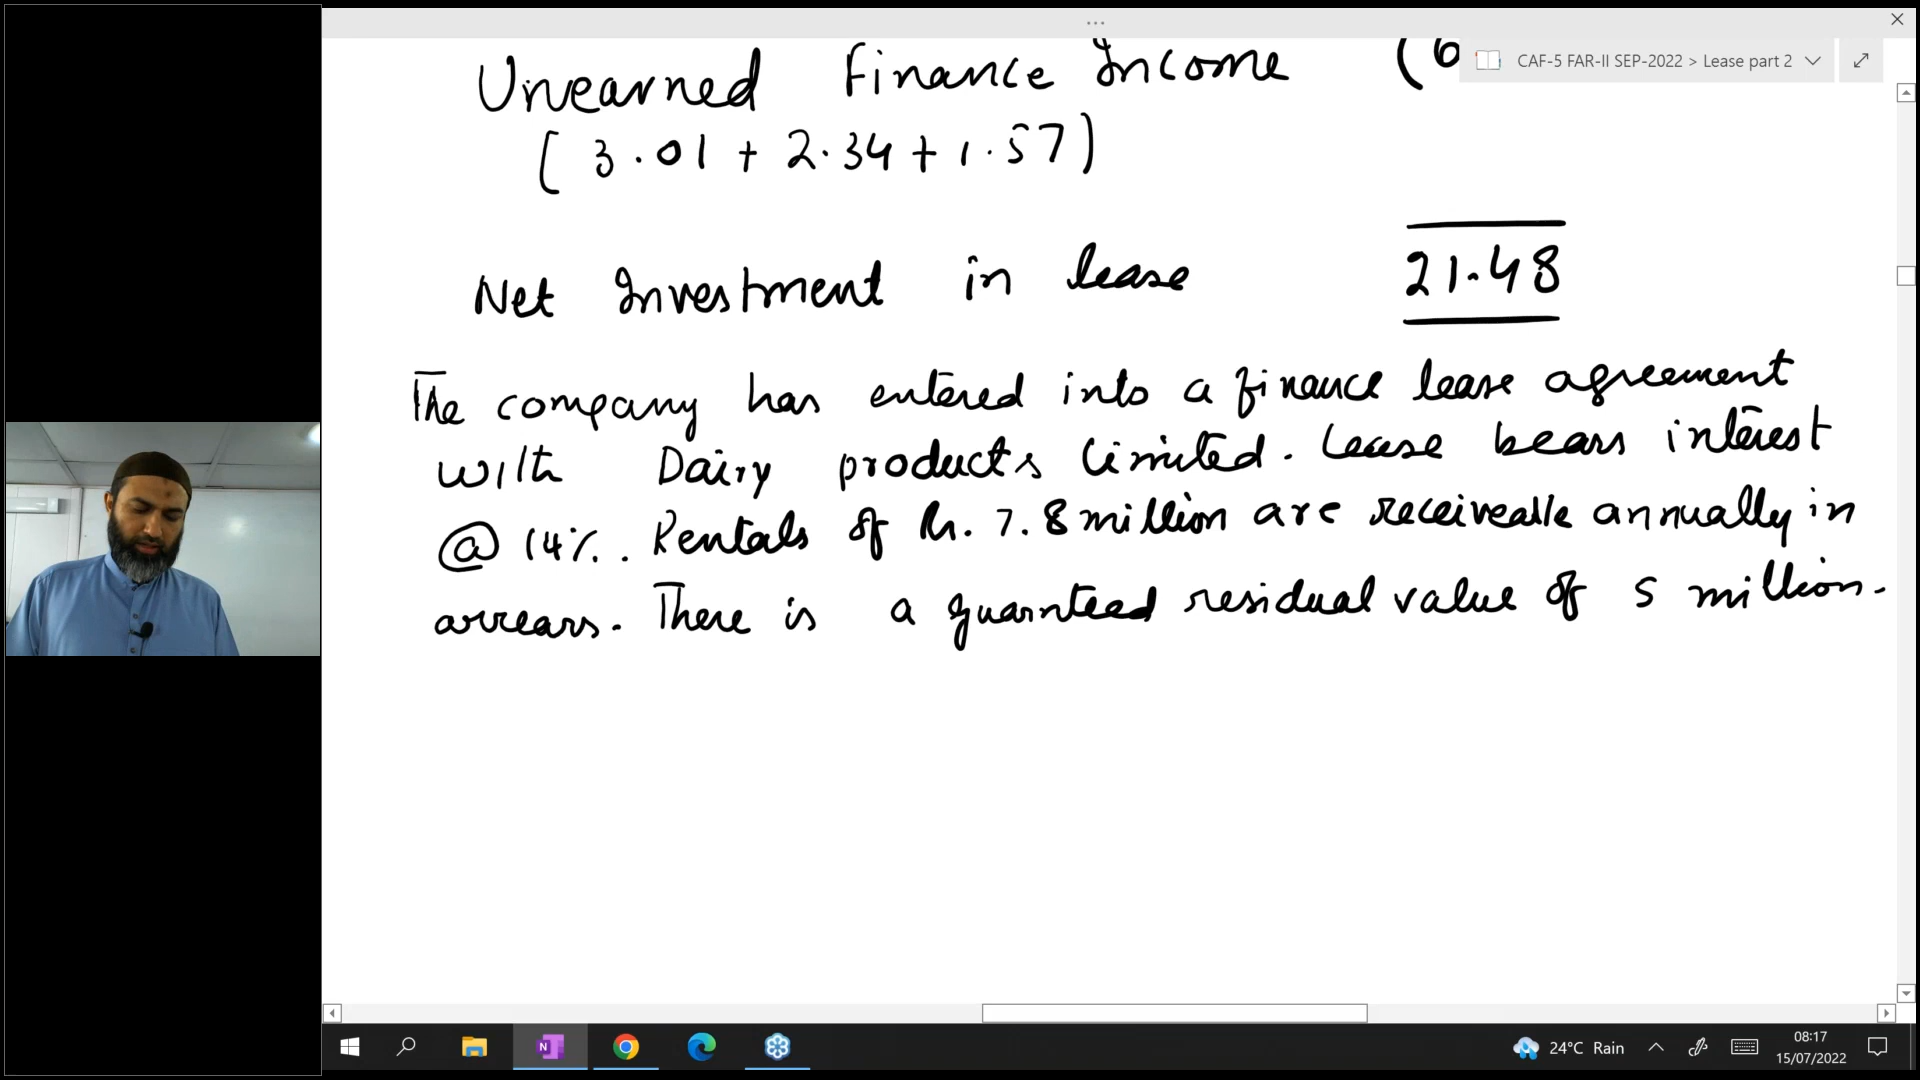 ...
CAF-5 FAR-II SEP-2022 > Lease part 2
Unearned Finance Income (6
[ 3.01 + 2.34 + 1.57)
Net Investment in lease 21.48
The company has entered into a finance lease agreement
with Dairy products limited. Lease bears interest
@ 14%. Rentals of Rs. 7.8 million are receiveable annually in
arrears. There is a guarnteed residual value of 5 million.
N
24°C Rain
08:17
15/07/2022